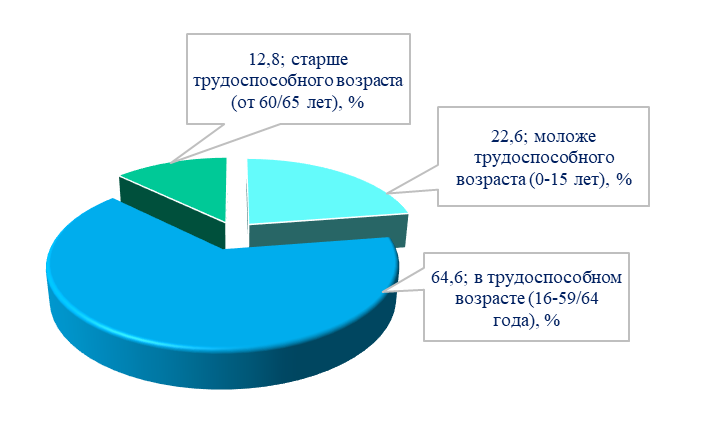 12,8; старше
трудоспособного возраста
(от 60/65 лет), %
22,6; моложе
трудоспособного
возраста (0-15 лет), %
64,6; в трудоспособном
возрасте (16-59/64
года), %